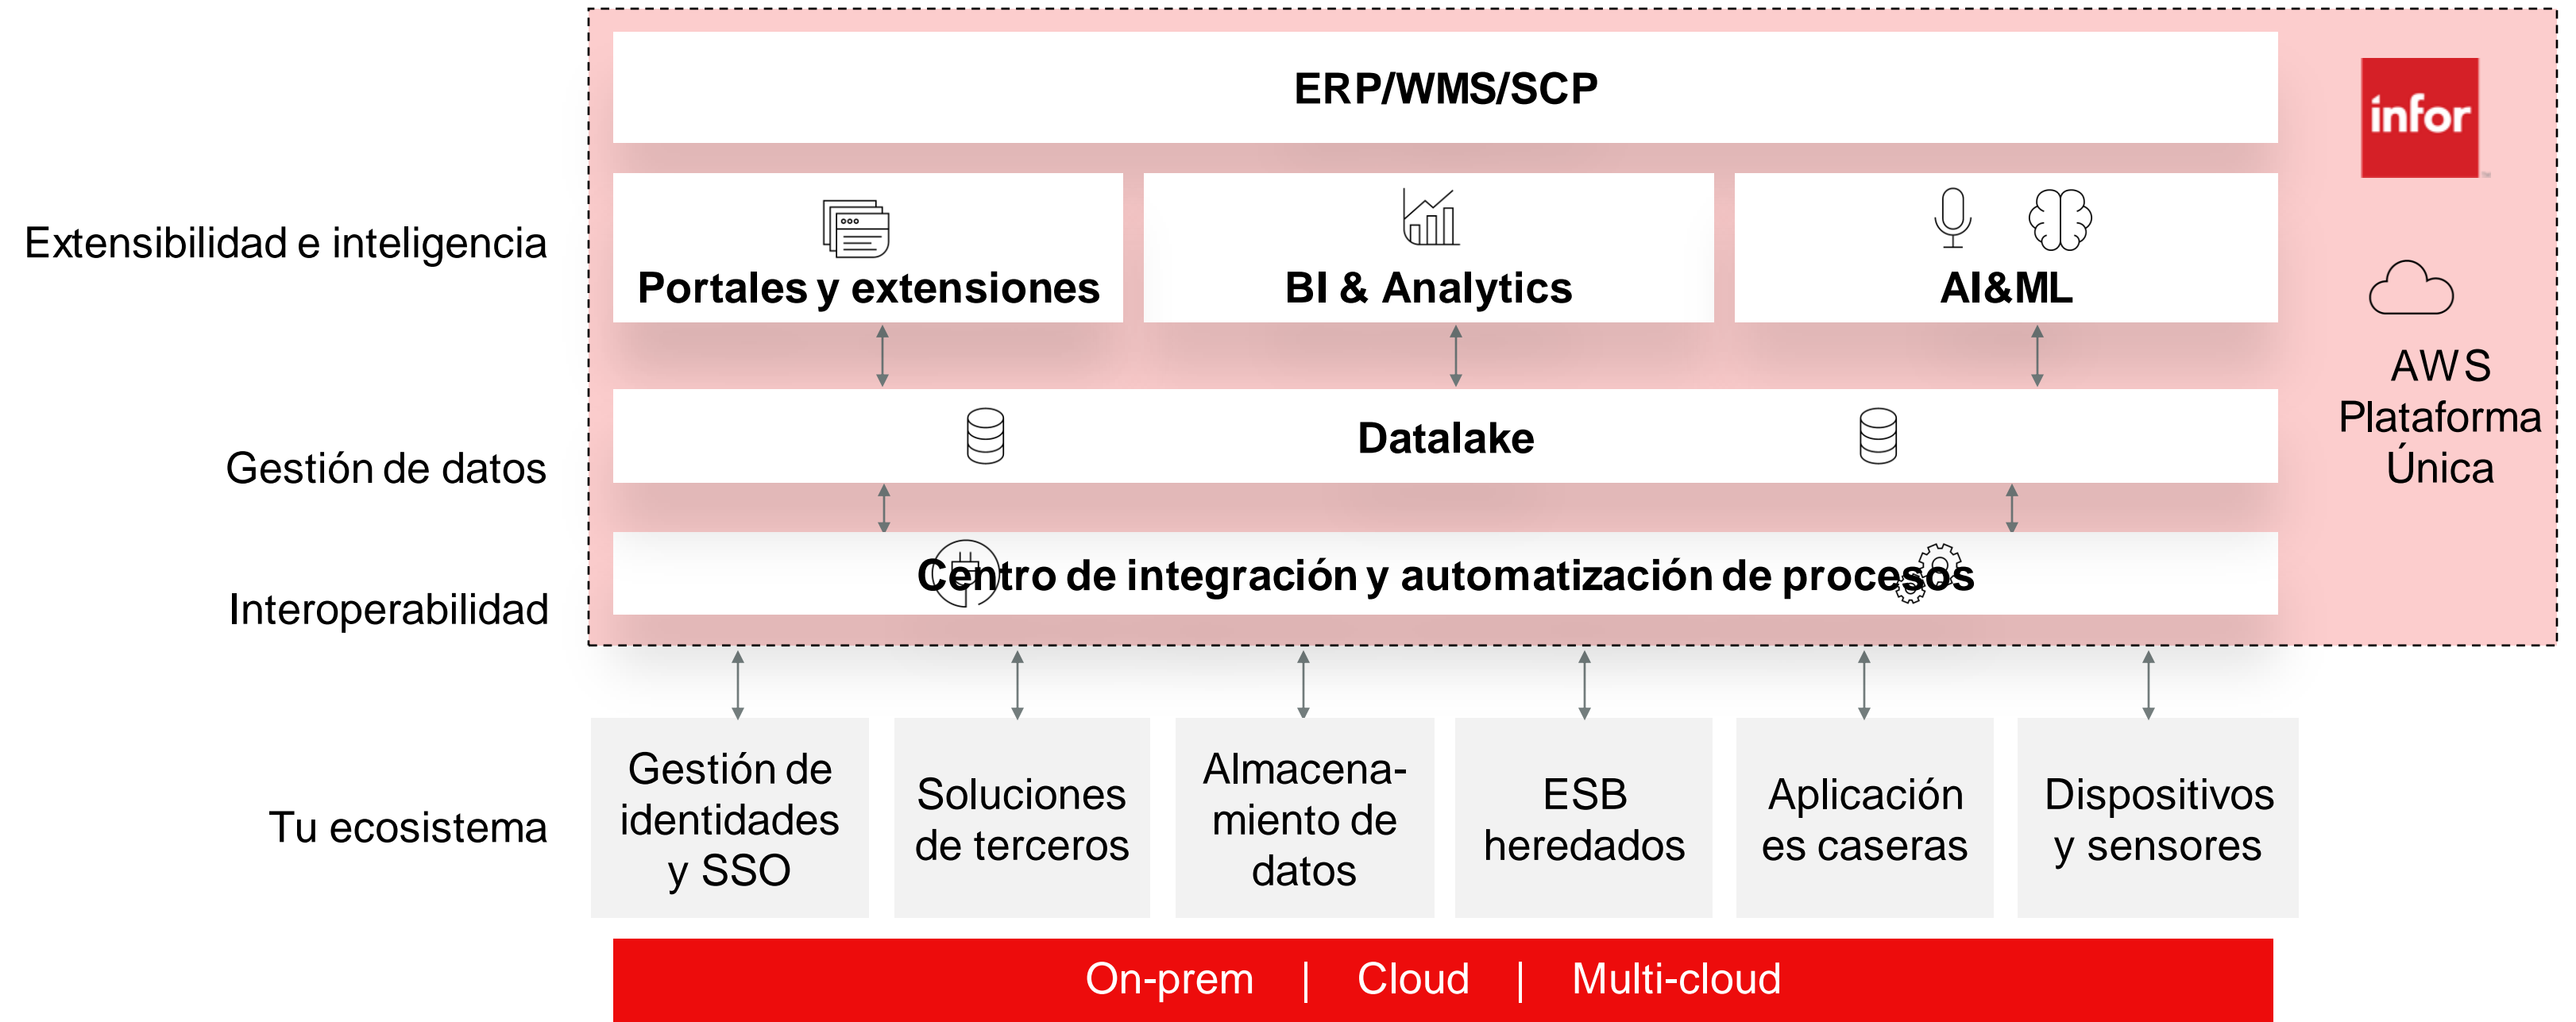 ERP/WMS/SCP
infor
Extensibilidad e inteligencia
Portales y extensiones
BI & Analytics
AI&ML
AWS
Plataforma
Única
Gestión de datos
Datalake
Interoperabilidad
Centro de integración y automatización de procesos
Tu ecosistema
Gestión de
identidades
y SSO
Soluciones
de terceros
Almacena-
miento de
datos
ESB
heredados
Aplicación
es caseras
Dispositivos
y sensores
On-prem | Cloud | Multi-cloud